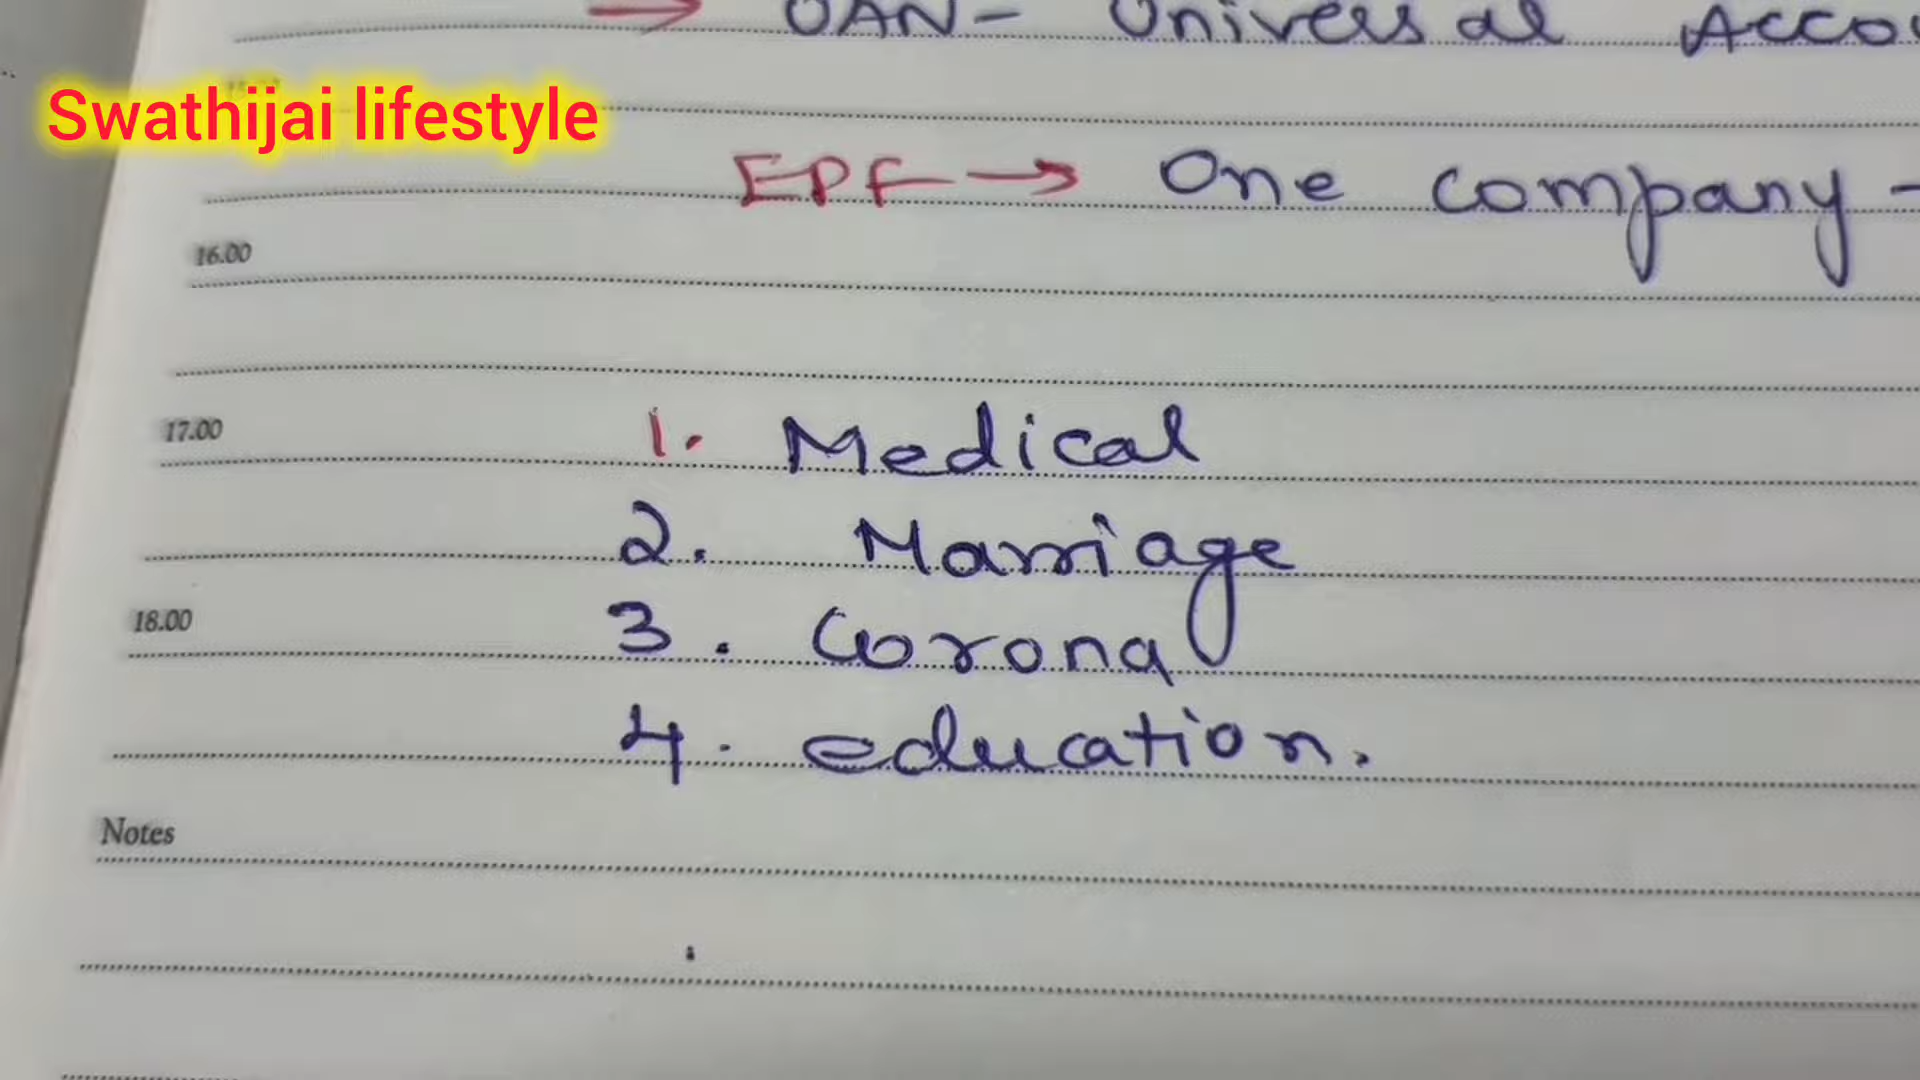 → UAN- Universal
Swathijai lifestyle
EPF → One company -
16.00
17.00
1. Medical
2. Marriage
18.00
3. Corona
4. education.
Notes